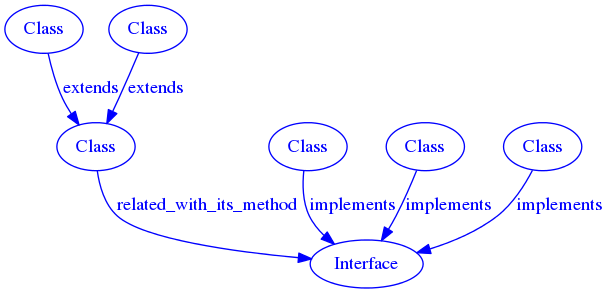 Class
Class
extends
extends
Class
Class
Class
Class
related_with_its_method
implements
implements
implements
Interface